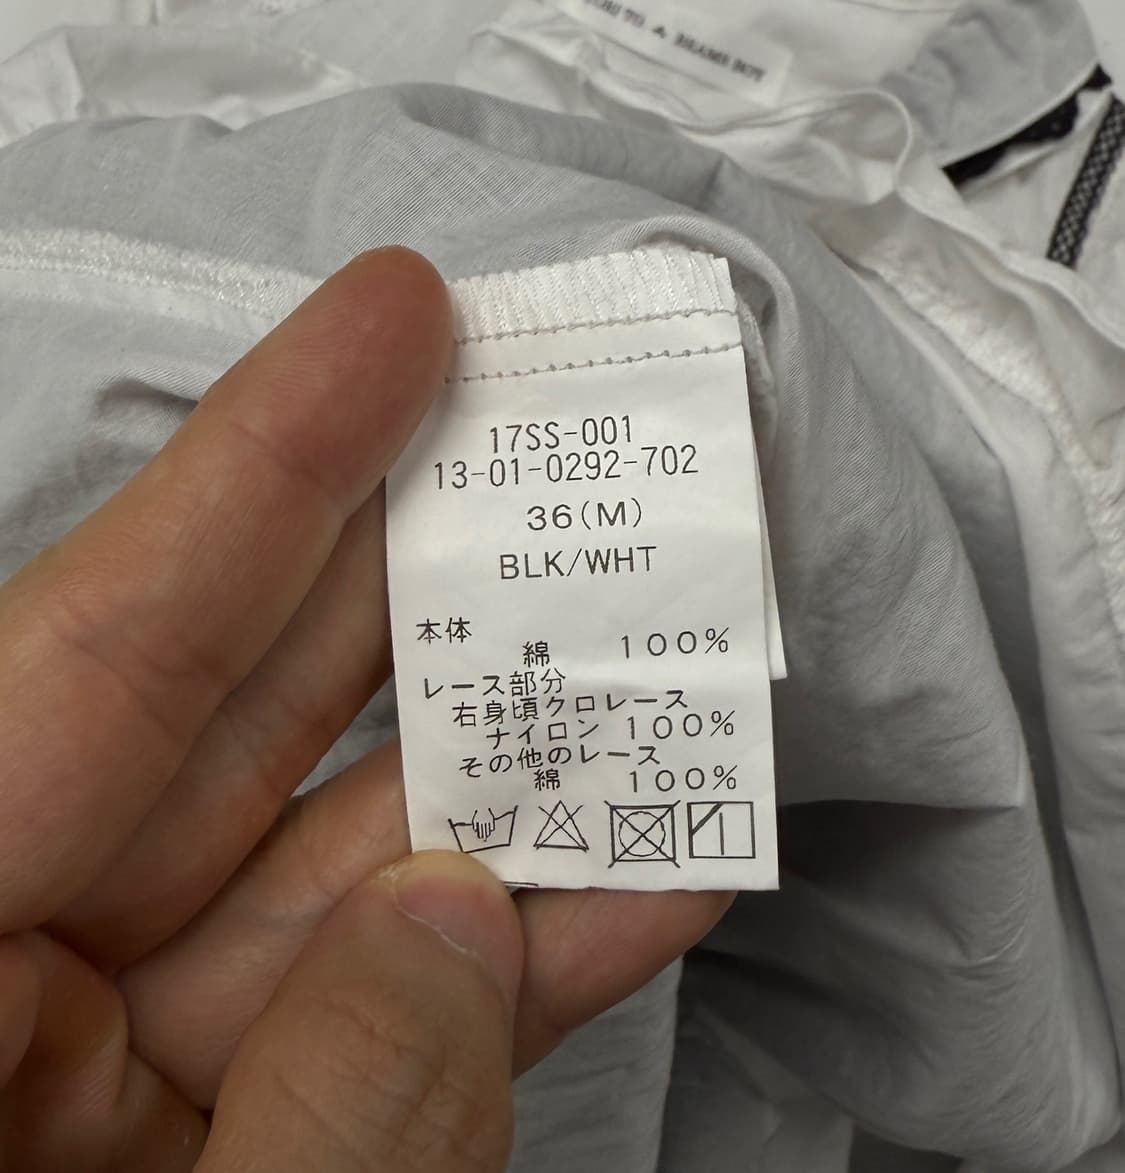 BEAMS BOY
17SS-001
13-01-0292-702
36(M)
BLK/WHT
本体
綿 100%
レース部分
右身頃クロレース
ナイロン 100%
その他のレース
綿 100%